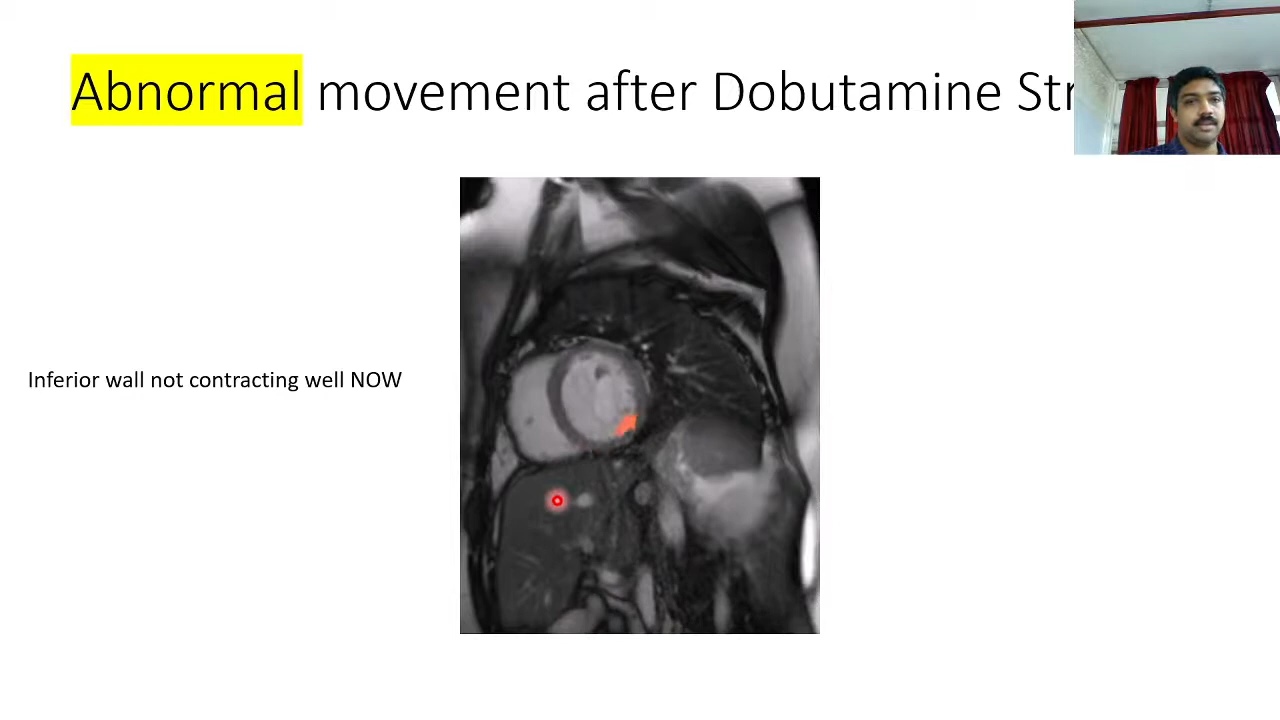 Abnormal movement after Dobutamine Str
Inferior wall not contracting well NOW